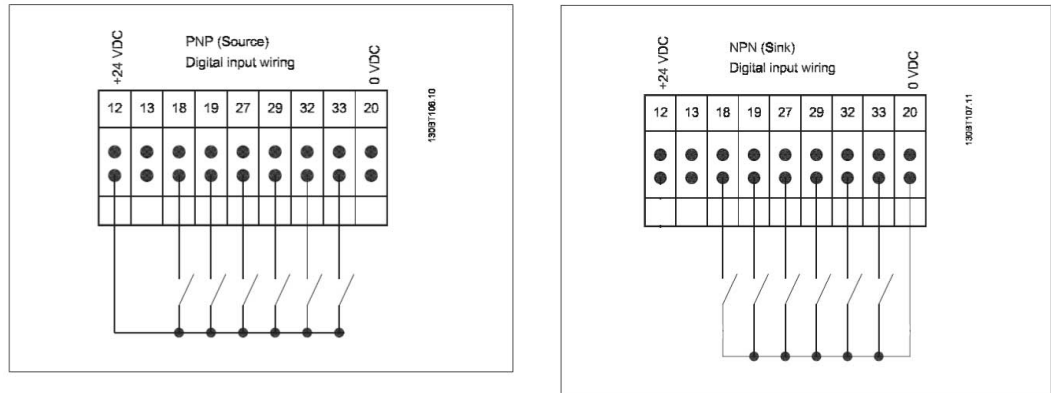 PNP (Source)
Digital input wiring
+24 VDC
0 VDC
12 13 18 19 27 29 32 33 20
130BT106.10
NPN (Sink)
Digital input wiring
+24 VDC
0 VDC
12 13 18 19 27 29 32 33 20
130BT107.11